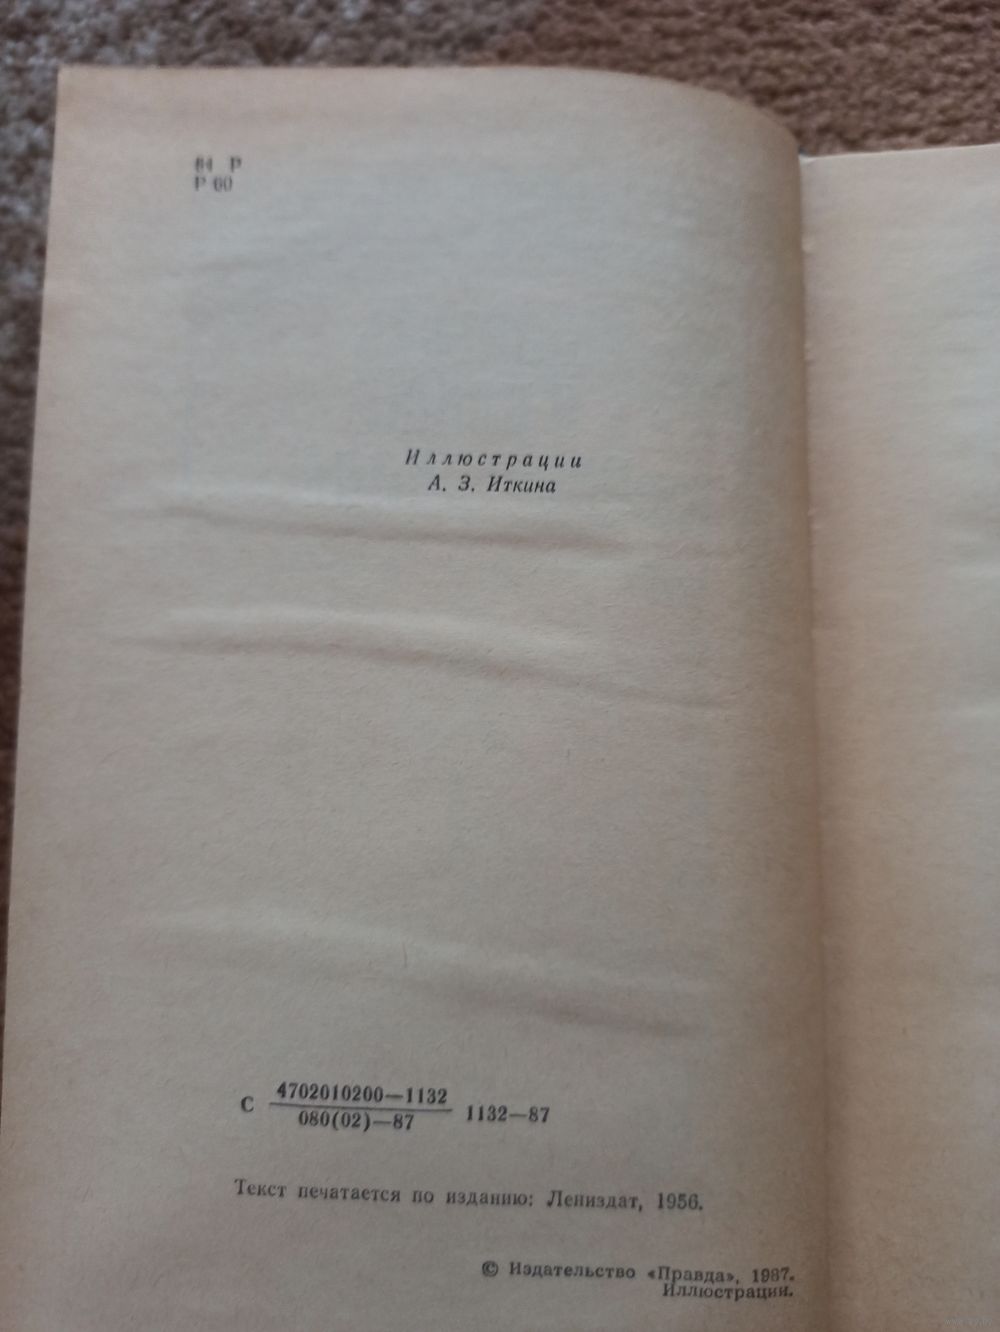 84 Р
Р 60
Иллюстрации
А. З. Иткина
С 4702010200—1132
080(02)—87 1132—87
Текст печатается по изданию: Лениздат, 1956.
© Издательство «Правда», 1987.
Иллюстрации.